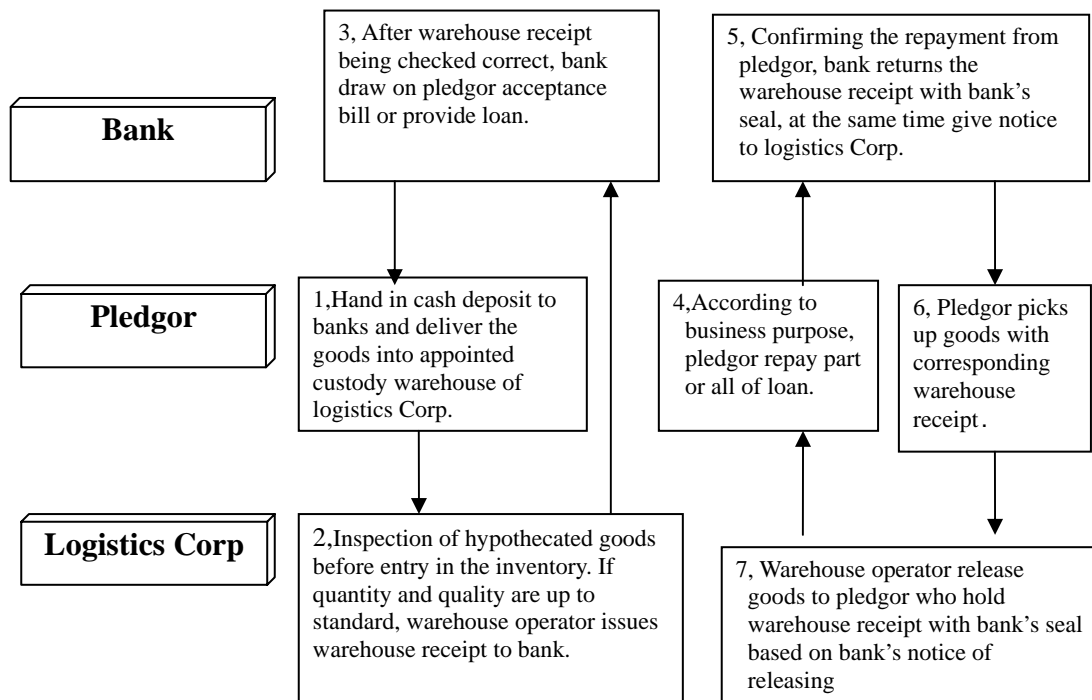 3, After warehouse receipt
being checked correct, bank
draw on pledgor acceptance
bill or provide loan.
5, Confirming the repayment from
pledgor, bank returns the
warehouse receipt with bank's
seal, at the same time give notice
to logistics Corp.
Bank
Pledgor
1,Hand in cash deposit to
banks and deliver the
goods into appointed
custody warehouse of
logistics Corp.
4,According to
business purpose,
pledgor repay part
or all of loan.
6, Pledgor picks
up goods with
corresponding
warehouse
receipt.
Logistics Corp
2,Inspection of hypothecated goods
before entry in the inventory. If
quantity and quality are up to
standard, warehouse operator issues
warehouse receipt to bank.
7, Warehouse operator release
goods to pledgor who hold
warehouse receipt with bank's seal
based on bank's notice of
releasing